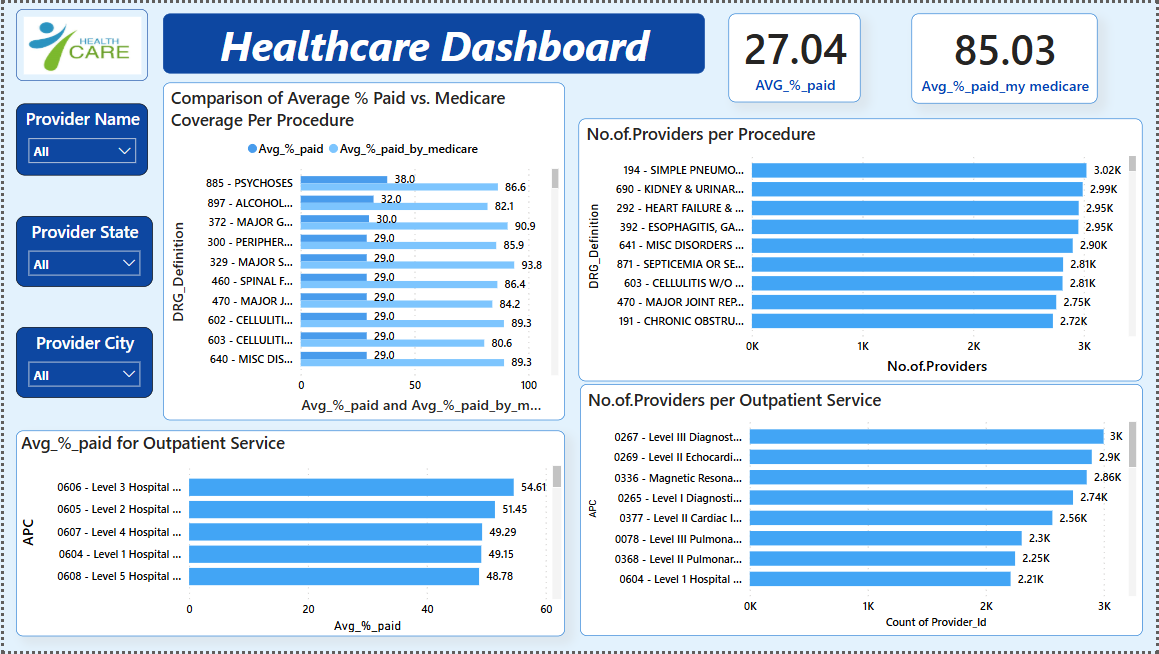 HEALTH
CARE
Healthcare Dashboard
27.04
AVG_%_paid
85.03
Avg_%_paid_my medicare
Provider Name
All
Provider State
All
Provider City
All
Comparison of Average % Paid vs. Medicare
Coverage Per Procedure
Avg_%_paid Avg_%_paid_by_medicare
DRG_Definition
885 - PSYCHOSES 38.0 86.6
897 - ALCOHOL... 32.0 82.1
372 - MAJOR G... 30.0 90.9
300 - PERIPHER... 29.0 85.9
329 - MAJOR S... 29.0 93.8
460 - SPINAL F... 29.0 86.4
470 - MAJOR J... 29.0 84.2
602 - CELLULITI... 29.0 89.3
603 - CELLULITI... 29.0 80.6
640 - MISC DIS... 29.0 89.3
0 50 100
Avg_%_paid and Avg_%_paid_by_m...
No.of.Providers per Procedure
DRG_Definition
194 - SIMPLE PNEUMO... 3.02K
690 - KIDNEY & URINAR... 2.99K
292 - HEART FAILURE & ... 2.95K
392 - ESOPHAGITIS, GA... 2.95K
641 - MISC DISORDERS ... 2.90K
871 - SEPTICEMIA OR SE... 2.81K
603 - CELLULITIS W/O ... 2.81K
470 - MAJOR JOINT REP... 2.75K
191 - CHRONIC OBSTRU... 2.72K
0K 1K 2K 3K
No.of.Providers
Avg_%_paid for Outpatient Service
APC
0606 - Level 3 Hospital ... 54.61
0605 - Level 2 Hospital ... 51.45
0607 - Level 4 Hospital ... 49.29
0604 - Level 1 Hospital ... 49.15
0608 - Level 5 Hospital ... 48.78
0 20 40 60
Avg_%_paid
No.of.Providers per Outpatient Service
APC
0267 - Level III Diagnost... 3K
0269 - Level II Echocardi... 2.9K
0336 - Magnetic Resona... 2.86K
0265 - Level I Diagnosti... 2.74K
0377 - Level II Cardiac I... 2.56K
0078 - Level III Pulmona... 2.3K
0368 - Level II Pulmonar... 2.25K
0604 - Level 1 Hospital ... 2.21K
0K 1K 2K 3K
Count of Provider_Id